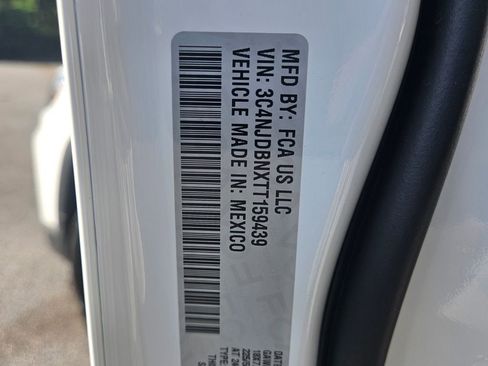 MFD BY: FCA US LLC
VIN: 3C4NJDBNXTT159439
VEHICLE MADE IN: MEXICO